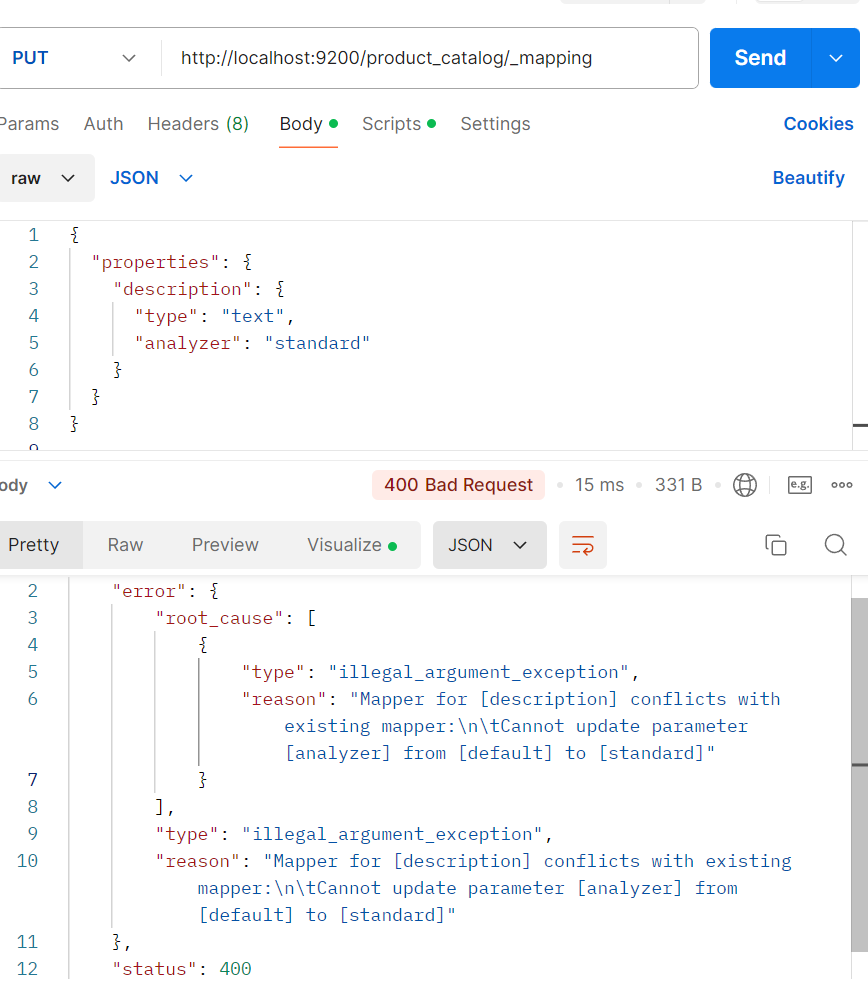 PUT
http://localhost:9200/product_catalog/_mapping
Send
Params Auth Headers (8) Body Scripts Settings Cookies
raw JSON Beautify
1 {
2 "properties": {
3 "description": {
4 "type": "text",
5 "analyzer": "standard"
6 }
7 }
8 }
9
ody 400 Bad Request 15 ms 331 B e.g.
Pretty Raw Preview Visualize JSON
2 "error": {
3 "root_cause": [
4 {
5 "type": "illegal_argument_exception",
6 "reason": "Mapper for [description] conflicts with
existing mapper:\n\tCannot update parameter
[analyzer] from [default] to [standard]"
7 }
8 ],
9 "type": "illegal_argument_exception",
10 "reason": "Mapper for [description] conflicts with existing
mapper:\n\tCannot update parameter [analyzer] from
[default] to [standard]"
11 },
12 "status": 400